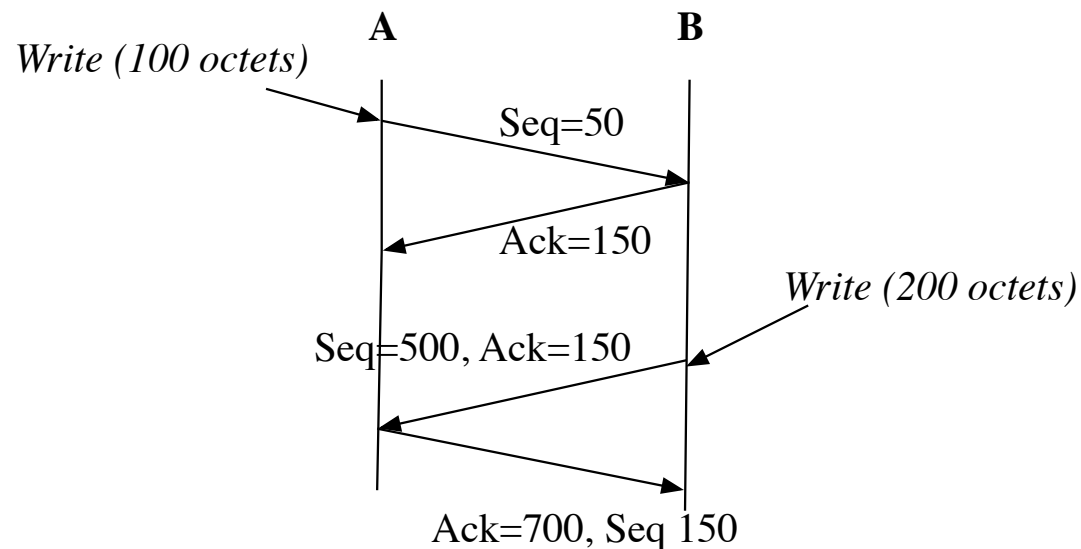 A
B
Write (100 octets)
Seq=50
Ack=150
Write (200 octets)
Seq=500, Ack=150
Ack=700, Seq 150